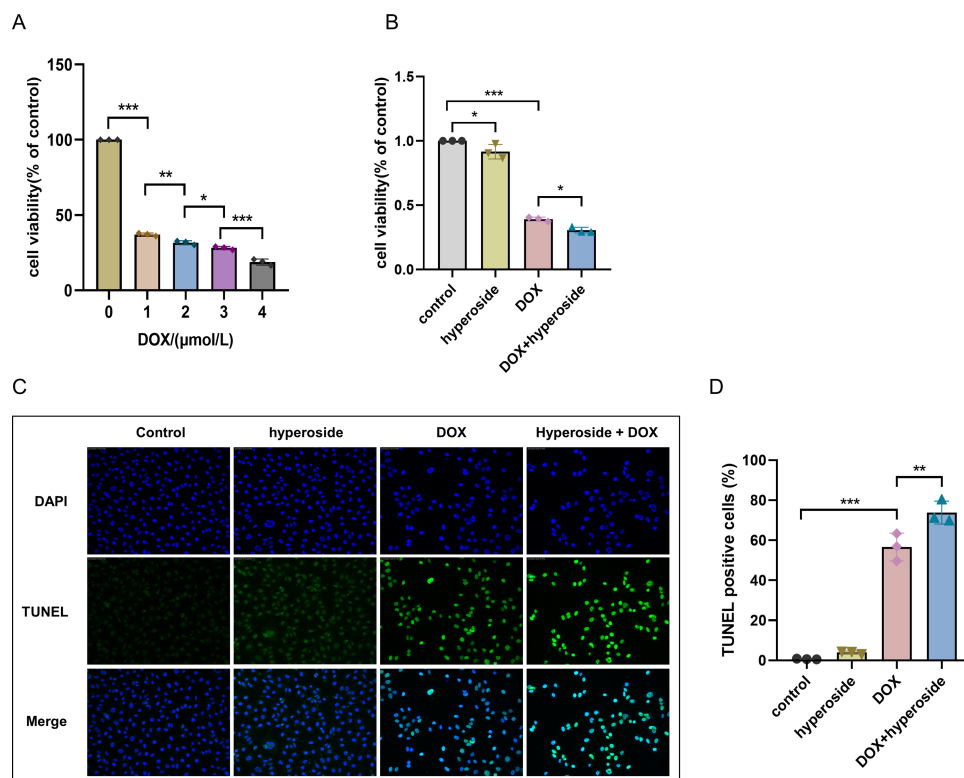 A
cell viability(% of control)
150
100
50
0
***
**
*
***
0 1 2 3 4
DOX/(μmol/L)
B
cell viability(% of control)
1.5
1.0
0.5
0.0
***
*
*
control
hyperoside
DOX
DOX+hyperoside
C
Control hyperoside DOX Hyperoside + DOX
DAPI
TUNEL
Merge
D
TUNEL positive cells (%)
100
80
60
40
20
0
***
**
control
hyperoside
DOX
DOX+hyperoside